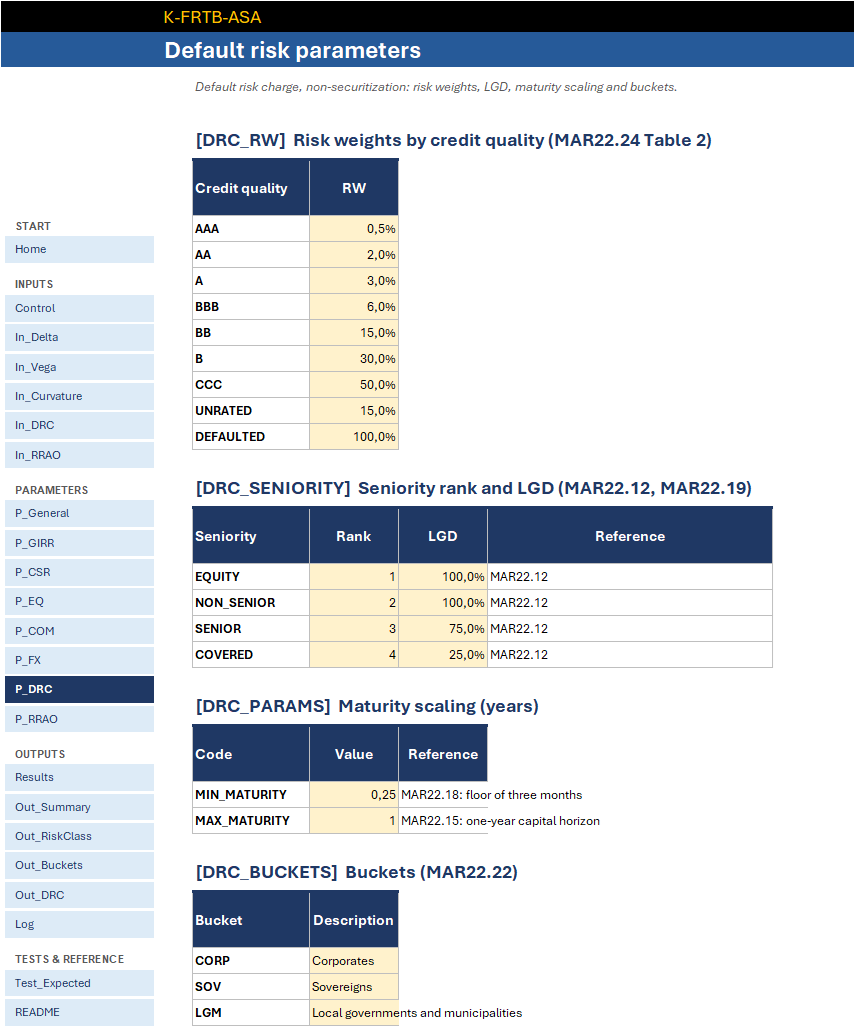 K-FRTB-ASA
Default risk parameters
Default risk charge, non-securitization: risk weights, LGD, maturity scaling and buckets.
START
Home
INPUTS
Control
In_Delta
In_Vega
In_Curvature
In_DRC
In_RRAO
PARAMETERS
P_General
P_GIRR
P_CSR
P_EQ
P_COM
P_FX
P_DRC
P_RRAO
OUTPUTS
Results
Out_Summary
Out_RiskClass
Out_Buckets
Out_DRC
Log
TESTS & REFERENCE
Test_Expected
README
[DRC_RW] Risk weights by credit quality (MAR22.24 Table 2)
Credit quality RW
AAA 0,5%
AA 2,0%
A 3,0%
BBB 6,0%
BB 15,0%
B 30,0%
CCC 50,0%
UNRATED 15,0%
DEFAULTED 100,0%
[DRC_SENIORITY] Seniority rank and LGD (MAR22.12, MAR22.19)
Seniority Rank LGD Reference
EQUITY 1 100,0% MAR22.12
NON_SENIOR 2 100,0% MAR22.12
SENIOR 3 75,0% MAR22.12
COVERED 4 25,0% MAR22.12
[DRC_PARAMS] Maturity scaling (years)
Code Value Reference
MIN_MATURITY 0,25 MAR22.18: floor of three months
MAX_MATURITY 1 MAR22.15: one-year capital horizon
[DRC_BUCKETS] Buckets (MAR22.22)
Bucket Description
CORP Corporates
SOV Sovereigns
LGM Local governments and municipalities